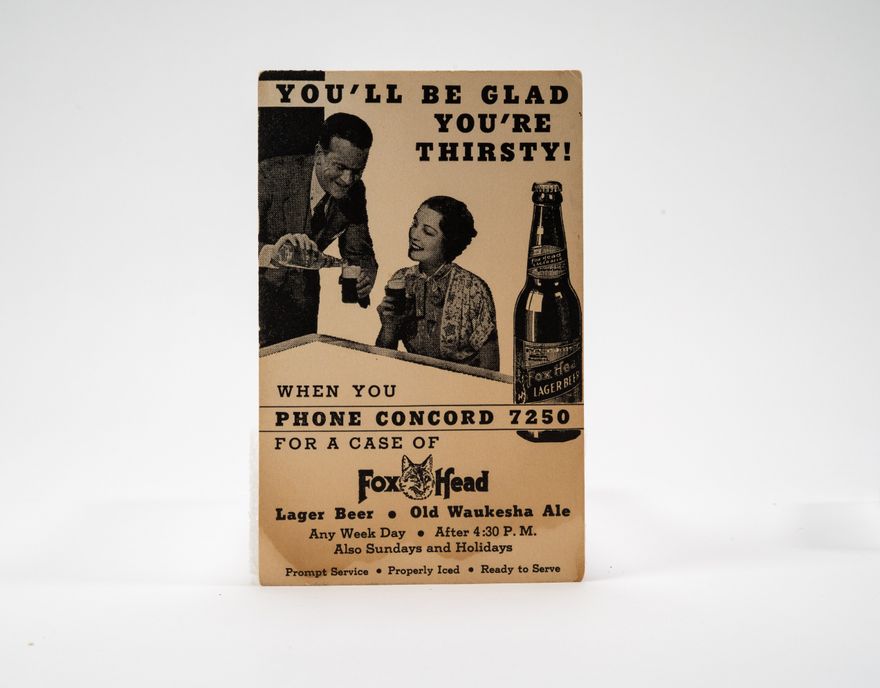 YOU'LL BE GLAD
YOU'RE
THIRSTY!
Fox Head
Fox Head
LAGER BEER
WHEN YOU
PHONE CONCORD 7250
FOR A CASE OF
Fox Head
Lager Beer • Old Waukesha Ale
Any Week Day • After 4:30 P. M.
Also Sundays and Holidays
Prompt Service • Properly Iced • Ready to Serve